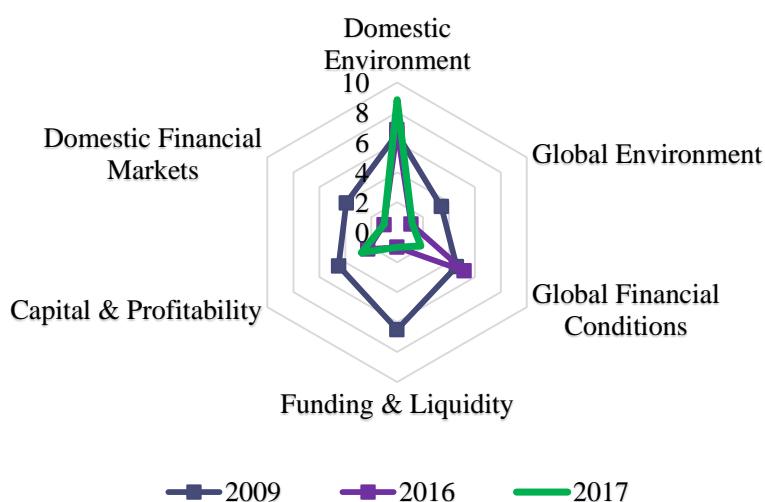 Domestic
Environment
10
8
6
4
2
0
Domestic Financial
Markets
Global Environment
Capital & Profitability
Global Financial
Conditions
Funding & Liquidity
2009
2016
2017